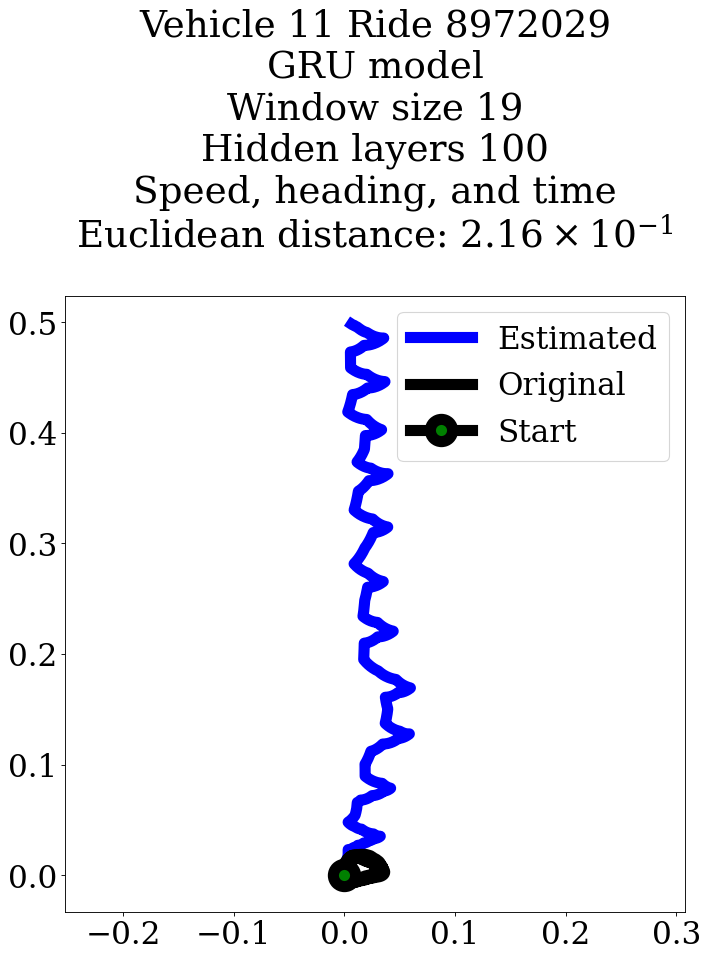 Vehicle 11 Ride 8972029
GRU model
Window size 19
Hidden layers 100
Speed, heading, and time
Euclidean distance: 2.16 × 10⁻¹
Estimated
Original
Start
0.5
0.4
0.3
0.2
0.1
0.0
−0.2 −0.1 0.0 0.1 0.2 0.3